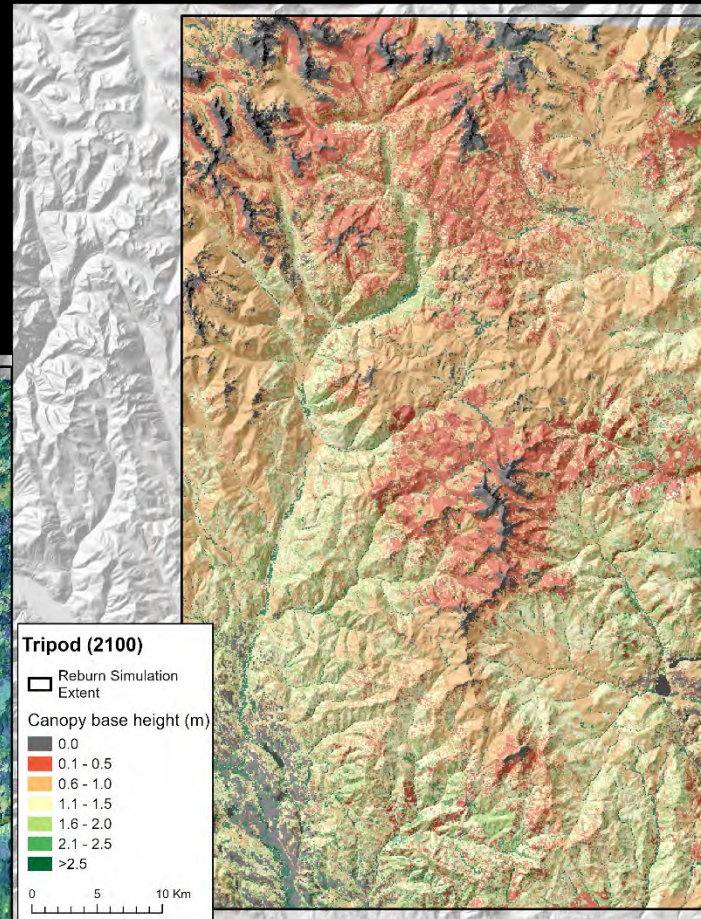 Tripod (2100)
Reburn Simulation
Extent
Canopy base height (m)
0.0
0.1 - 0.5
0.6 - 1.0
1.1 - 1.5
1.6 - 2.0
2.1 - 2.5
>2.5
0 5 10 Km